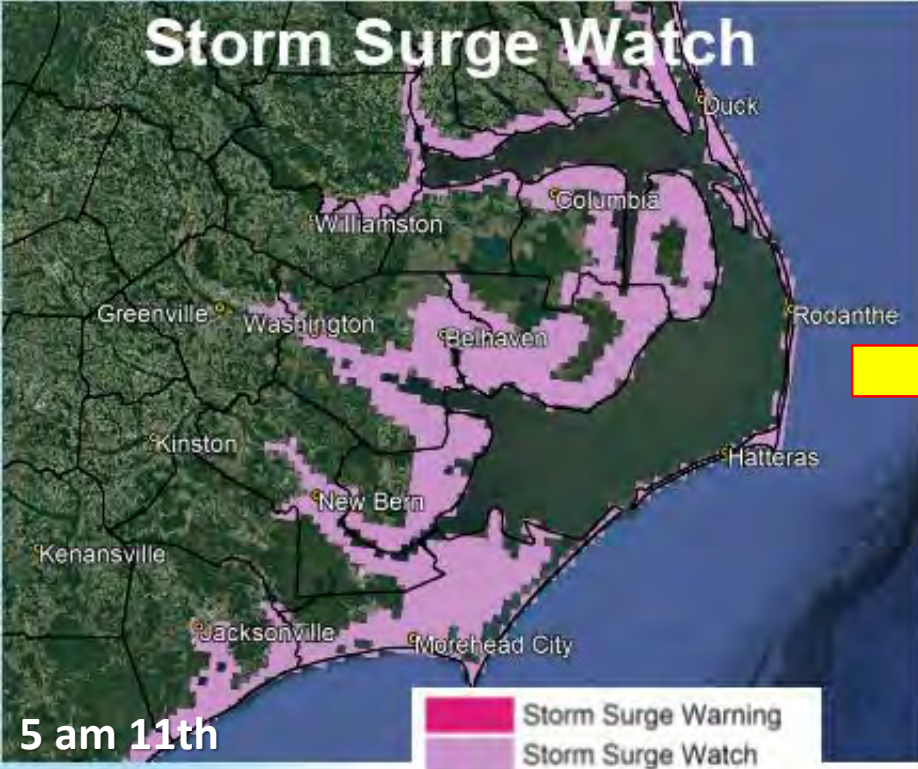 Storm Surge Watch
Duck
Columbia
Williamston
Greenville
Washington
Rodanthe
Belhaven
Kinston
Hatteras
New Bern
Kenansville
Jacksonville
Morehead City
5 am 11th
Storm Surge Warning
Storm Surge Watch